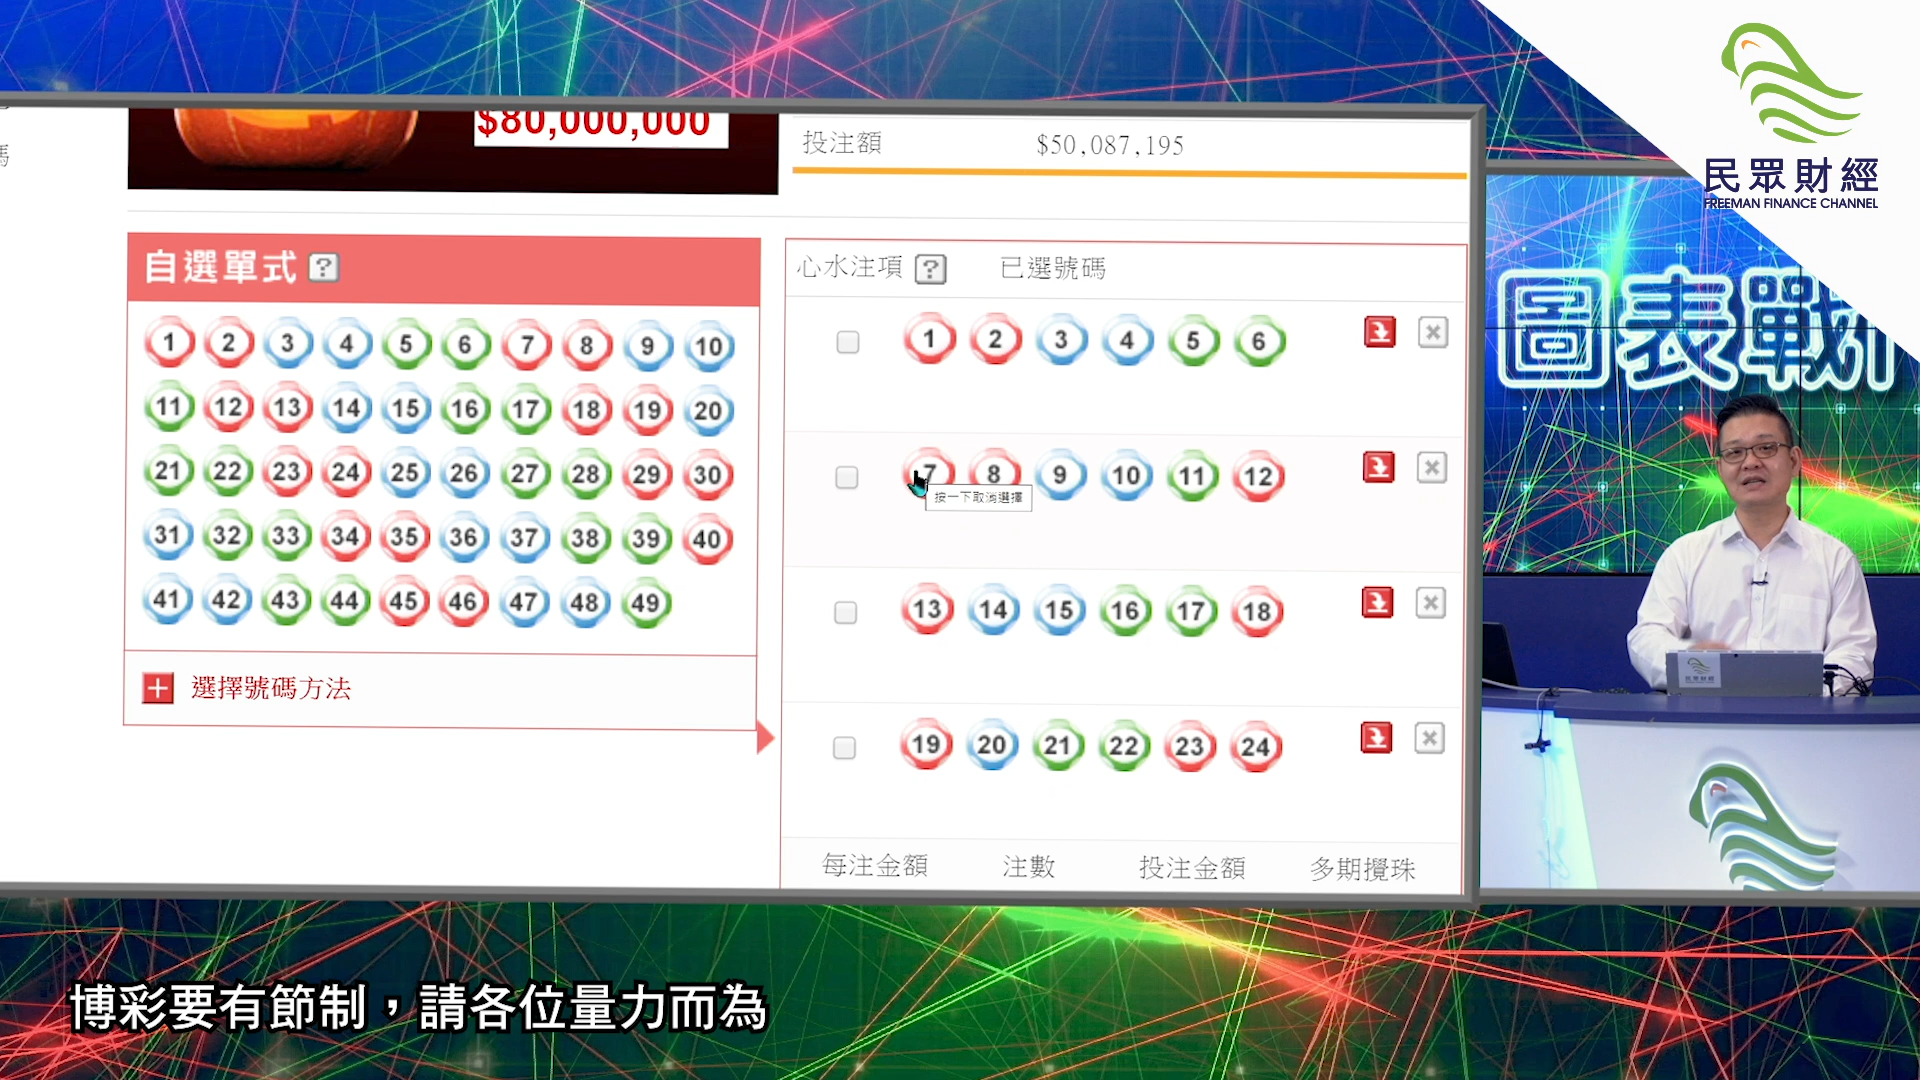 $80,000,000
投注額 $50,087,195
民眾財經
FREEMAN FINANCE CHANNEL
自選單式 ?
1 2 3 4 5 6 7 8 9 10
11 12 13 14 15 16 17 18 19 20
21 22 23 24 25 26 27 28 29 30
31 32 33 34 35 36 37 38 39 40
41 42 43 44 45 46 47 48 49
選擇號碼方法
心水注項 ? 已選號碼
1 2 3 4 5 6
7 8 9 10 11 12
按一下取消選擇
13 14 15 16 17 18
19 20 21 22 23 24
每注金額 注數 投注金額 多期攪珠
圖表戰
民眾財經
博彩要有節制，請各位量力而為